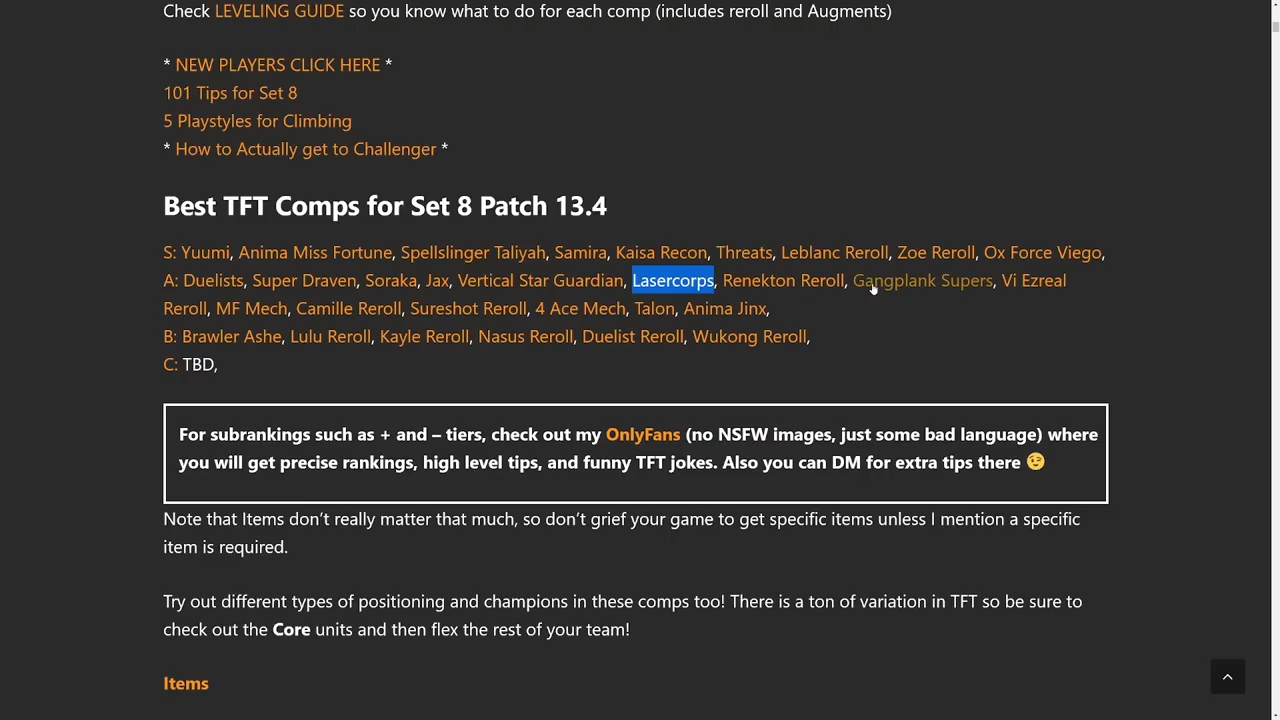 Check LEVELING GUIDE so you know what to do for each comp (includes reroll and Augments)
* NEW PLAYERS CLICK HERE *
101 Tips for Set 8
5 Playstyles for Climbing
* How to Actually get to Challenger *
Best TFT Comps for Set 8 Patch 13.4
S: Yuumi, Anima Miss Fortune, Spellslinger Taliyah, Samira, Kaisa Recon, Threats, Leblanc Reroll, Zoe Reroll, Ox Force Viego,
A: Duelists, Super Draven, Soraka, Jax, Vertical Star Guardian, Lasercorps, Renekton Reroll, Gangplank Supers, Vi Ezreal
Reroll, MF Mech, Camille Reroll, Sureshot Reroll, 4 Ace Mech, Talon, Anima Jinx,
B: Brawler Ashe, Lulu Reroll, Kayle Reroll, Nasus Reroll, Duelist Reroll, Wukong Reroll,
C: TBD,
For subrankings such as + and – tiers, check out my OnlyFans (no NSFW images, just some bad language) where
you will get precise rankings, high level tips, and funny TFT jokes. Also you can DM for extra tips there 😉
Note that Items don’t really matter that much, so don’t grief your game to get specific items unless I mention a specific
item is required.
Try out different types of positioning and champions in these comps too! There is a ton of variation in TFT so be sure to
check out the Core units and then flex the rest of your team!
Items